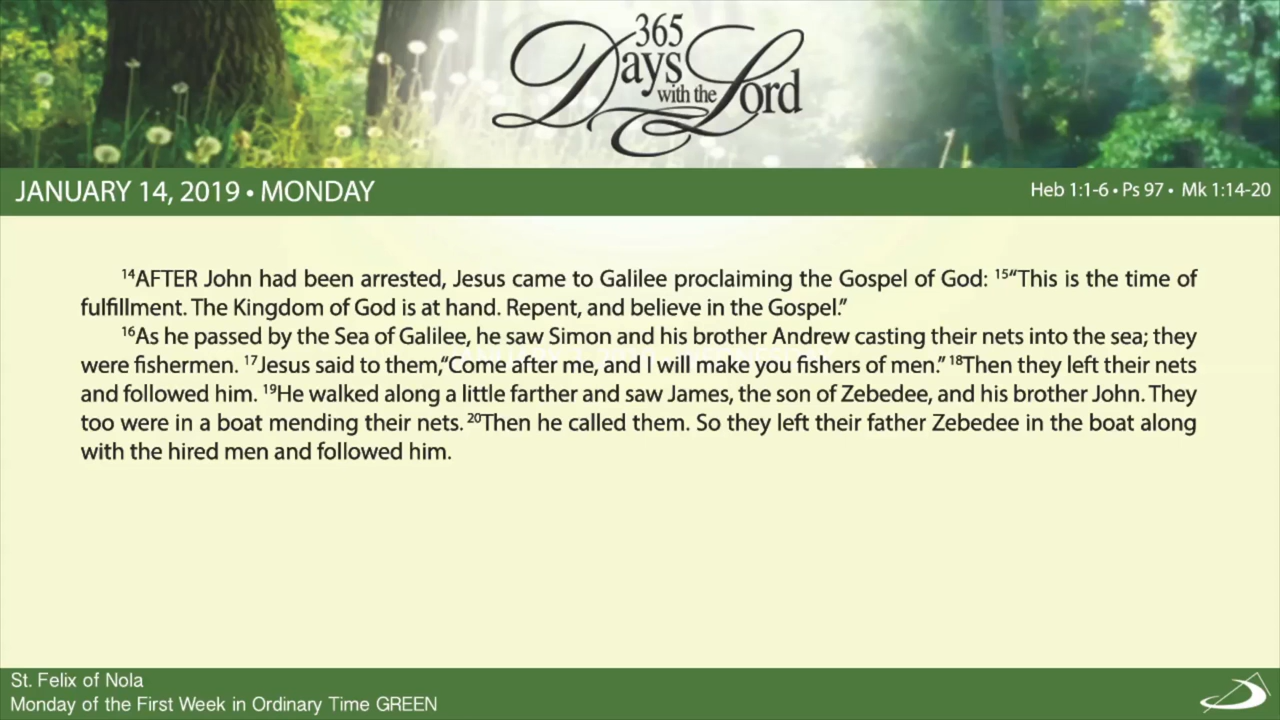 365
Days
with the Lord
JANUARY 14, 2019 • MONDAY
Heb 1:1-6 • Ps 97 • Mk 1:14-20
¹⁴AFTER John had been arrested, Jesus came to Galilee proclaiming the Gospel of God: ¹⁵“This is the time of
fulfillment. The Kingdom of God is at hand. Repent, and believe in the Gospel.”
¹⁶As he passed by the Sea of Galilee, he saw Simon and his brother Andrew casting their nets into the sea; they
were fishermen. ¹⁷Jesus said to them,“Come after me, and I will make you fishers of men.” ¹⁸Then they left their nets
and followed him. ¹⁹He walked along a little farther and saw James, the son of Zebedee, and his brother John. They
too were in a boat mending their nets. ²⁰Then he called them. So they left their father Zebedee in the boat along
with the hired men and followed him.
St. Felix of Nola
Monday of the First Week in Ordinary Time GREEN